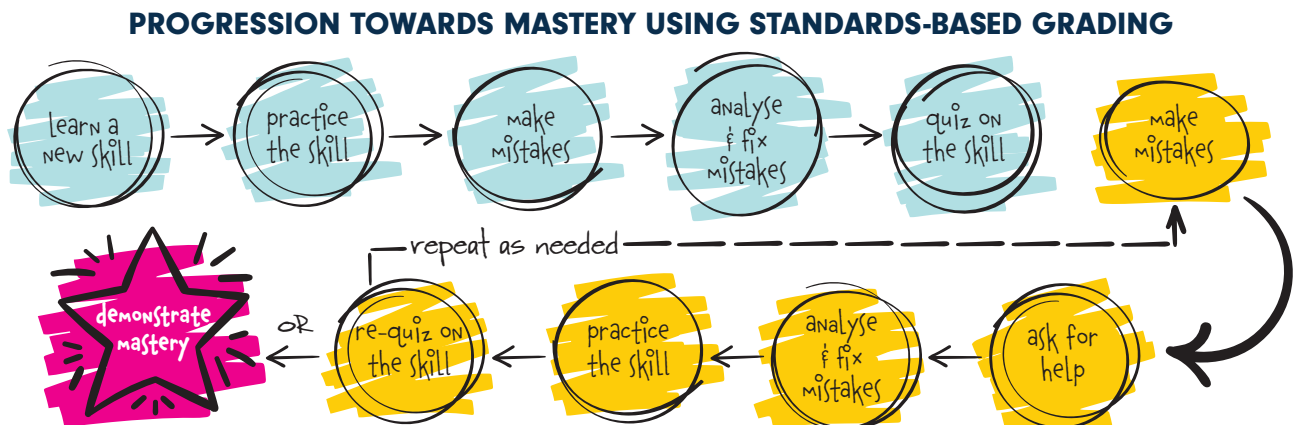 PROGRESSION TOWARDS MASTERY USING STANDARDS-BASED GRADING
learn a
new skill
practice
the skill
make
mistakes
analyse
& fix
mistakes
quiz on
the skill
make
mistakes
repeat as needed
ask for
help
analyse
& fix
mistakes
practice
the skill
re-quiz on
the skill
OR
demonstrate
mastery